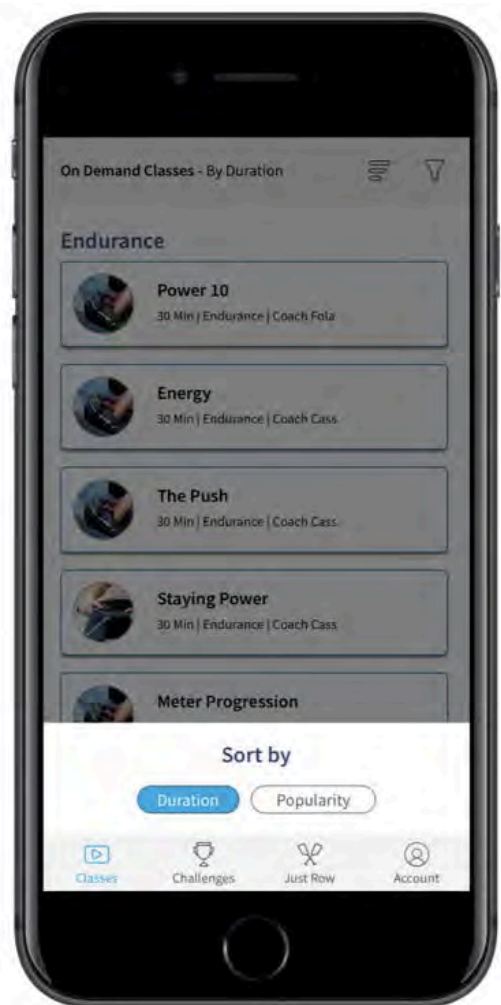 On Demand Classes - By Duration
Endurance
Power 10
30 Min | Endurance | Coach Fola
Energy
30 Min | Endurance | Coach Cass
The Push
30 Min | Endurance | Coach Cass
Staying Power
30 Min | Endurance | Coach Cass
Meter Progression
Sort by
Duration Popularity
Classes Challenges Just Row Account